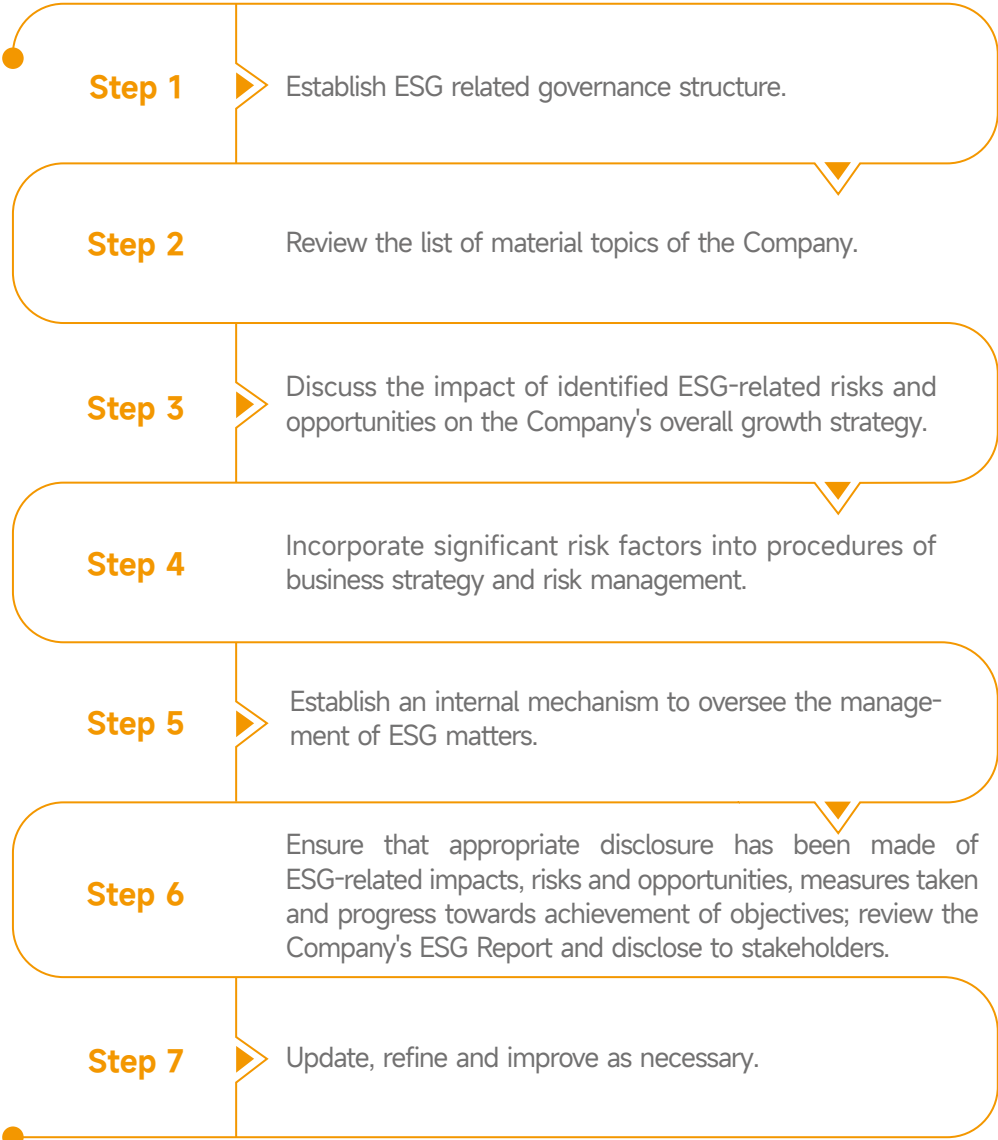 Step 1
Establish ESG related governance structure.
Step 2
Review the list of material topics of the Company.
Step 3
Discuss the impact of identified ESG-related risks and
opportunities on the Company's overall growth strategy.
Step 4
Incorporate significant risk factors into procedures of
business strategy and risk management.
Step 5
Establish an internal mechanism to oversee the manage-
ment of ESG matters.
Step 6
Ensure that appropriate disclosure has been made of
ESG-related impacts, risks and opportunities, measures taken
and progress towards achievement of objectives; review the
Company's ESG Report and disclose to stakeholders.
Step 7
Update, refine and improve as necessary.